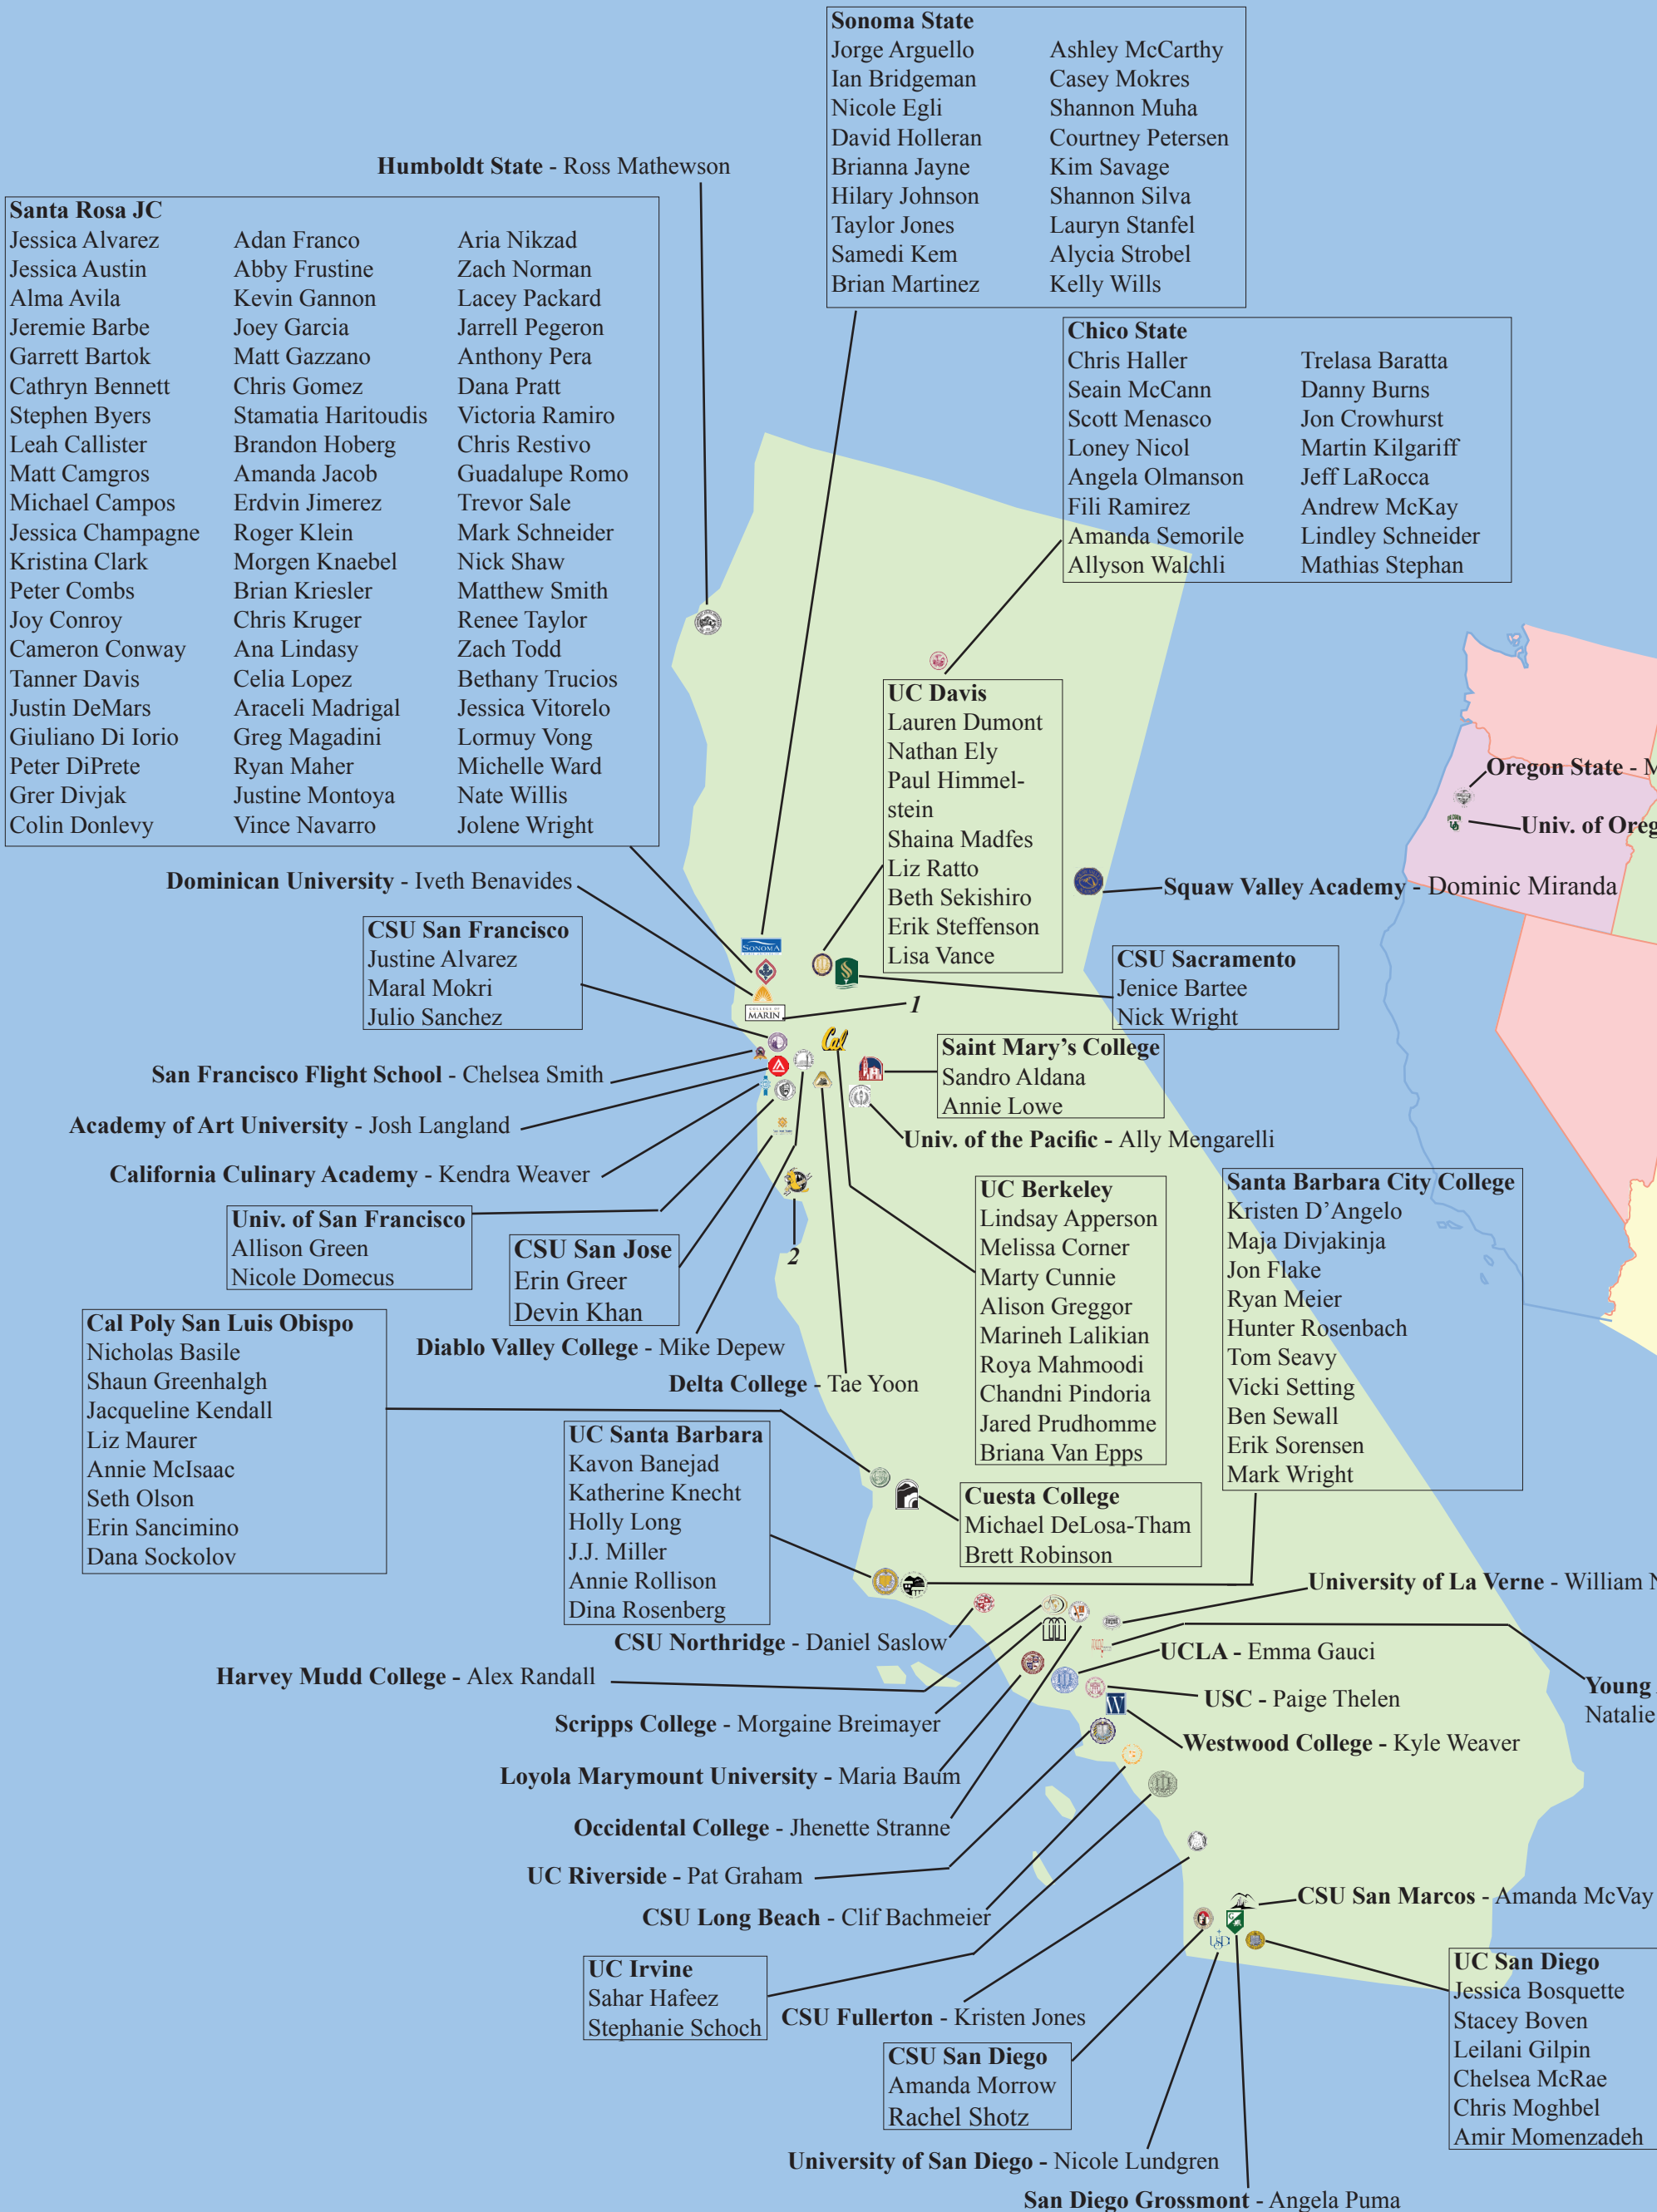 Sonoma State
Jorge Arguello
Ian Bridgeman
Nicole Egli
David Holleran
Brianna Jayne
Hilary Johnson
Taylor Jones
Samedi Kem
Brian Martinez
Ashley McCarthy
Casey Mokres
Shannon Muha
Courtney Petersen
Kim Savage
Shannon Silva
Lauryn Stanfel
Alycia Strobel
Kelly Wills
Humboldt State - Ross Mathewson
Santa Rosa JC
Jessica Alvarez
Jessica Austin
Alma Avila
Jeremie Barbe
Garrett Bartok
Cathryn Bennett
Stephen Byers
Leah Callister
Matt Camgros
Michael Campos
Jessica Champagne
Kristina Clark
Peter Combs
Joy Conroy
Cameron Conway
Tanner Davis
Justin DeMars
Giuliano Di Iorio
Peter DiPrete
Grer Divjak
Colin Donlevy
Adan Franco
Abby Frustine
Kevin Gannon
Joey Garcia
Matt Gazzano
Chris Gomez
Stamatia Haritoudis
Brandon Hoberg
Amanda Jacob
Erdvin Jimerez
Roger Klein
Morgen Knaebel
Brian Kriesler
Chris Kruger
Ana Lindasy
Celia Lopez
Araceli Madrigal
Greg Magadini
Ryan Maher
Justine Montoya
Vince Navarro
Aria Nikzad
Zach Norman
Lacey Packard
Jarrell Pegeron
Anthony Pera
Dana Pratt
Victoria Ramiro
Chris Restivo
Guadalupe Romo
Trevor Sale
Mark Schneider
Nick Shaw
Matthew Smith
Renee Taylor
Zach Todd
Bethany Trucios
Jessica Vitorelo
Lormuy Vong
Michelle Ward
Nate Willis
Jolene Wright
Chico State
Chris Haller
Seain McCann
Scott Menasco
Loney Nicol
Angela Olmanson
Fili Ramirez
Amanda Semorile
Allyson Walchli
Trelasa Baratta
Danny Burns
Jon Crowhurst
Martin Kilgariff
Jeff LaRocca
Andrew McKay
Lindley Schneider
Mathias Stephan
UC Davis
Lauren Dumont
Nathan Ely
Paul Himmel-
stein
Shaina Madfes
Liz Ratto
Beth Sekishiro
Erik Steffenson
Lisa Vance
Oregon State - M
Univ. of Oreg
Squaw Valley Academy - Dominic Miranda
Dominican University - Iveth Benavides
CSU San Francisco
Justine Alvarez
Maral Mokri
Julio Sanchez
SONOMA
CSU Sacramento
Jenice Bartee
Nick Wright
COLLEGE OF
MARIN
1
Cal
Saint Mary's College
Sandro Aldana
Annie Lowe
San Francisco Flight School - Chelsea Smith
Academy of Art University - Josh Langland
Univ. of the Pacific - Ally Mengarelli
California Culinary Academy - Kendra Weaver
Univ. of San Francisco
Allison Green
Nicole Domecus
CSU San Jose
Erin Greer
Devin Khan
2
UC Berkeley
Lindsay Apperson
Melissa Corner
Marty Cunnie
Alison Greggor
Marineh Lalikian
Roya Mahmoodi
Chandni Pindoria
Jared Prudhomme
Briana Van Epps
Santa Barbara City College
Kristen D'Angelo
Maja Divjakinja
Jon Flake
Ryan Meier
Hunter Rosenbach
Tom Seavy
Vicki Setting
Ben Sewall
Erik Sorensen
Mark Wright
Cal Poly San Luis Obispo
Nicholas Basile
Shaun Greenhalgh
Jacqueline Kendall
Liz Maurer
Annie McIsaac
Seth Olson
Erin Sancimino
Dana Sockolov
Diablo Valley College - Mike Depew
Delta College - Tae Yoon
UC Santa Barbara
Kavon Banejad
Katherine Knecht
Holly Long
J.J. Miller
Annie Rollison
Dina Rosenberg
Cuesta College
Michael DeLosa-Tham
Brett Robinson
University of La Verne - William N
CSU Northridge - Daniel Saslow
UCLA - Emma Gauci
Harvey Mudd College - Alex Randall
Young
Natalie
USC - Paige Thelen
Scripps College - Morgaine Breimayer
W
Westwood College - Kyle Weaver
Loyola Marymount University - Maria Baum
Occidental College - Jhenette Stranne
UC Riverside - Pat Graham
CSU San Marcos - Amanda McVay
CSU Long Beach - Clif Bachmeier
USD
UC Irvine
Sahar Hafeez
Stephanie Schoch
CSU Fullerton - Kristen Jones
UC San Diego
Jessica Bosquette
Stacey Boven
Leilani Gilpin
Chelsea McRae
Chris Moghbel
Amir Momenzadeh
CSU San Diego
Amanda Morrow
Rachel Shotz
University of San Diego - Nicole Lundgren
San Diego Grossmont - Angela Puma